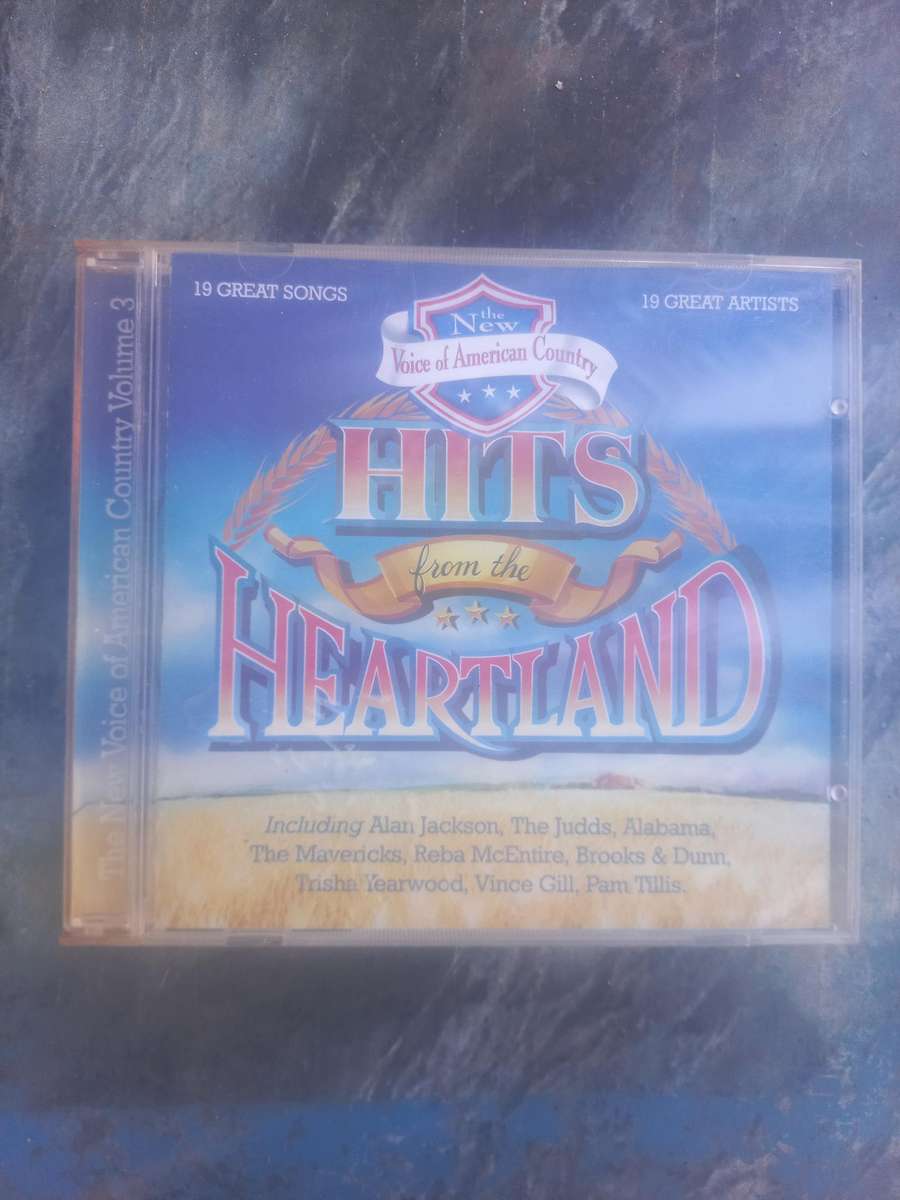 The New Voice of American Country Volume 3
19 GREAT SONGS
19 GREAT ARTISTS
the
New
Voice of American Country
HITS
from the
HEARTLAND
Including Alan Jackson, The Judds, Alabama,
The Mavericks, Reba McEntire, Brooks & Dunn,
Trisha Yearwood, Vince Gill, Pam Tillis.